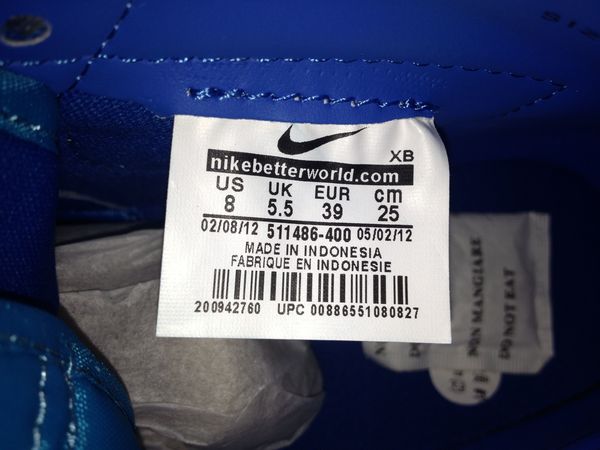 XB
nikebetterworld.com
US UK EUR cm
8 5.5 39 25
02/08/12 511486-400 05/02/12
MADE IN INDONESIA
FABRIQUE EN INDONESIE
200942760 UPC 00886551080827
NON MANGIARE
DO NOT EAT